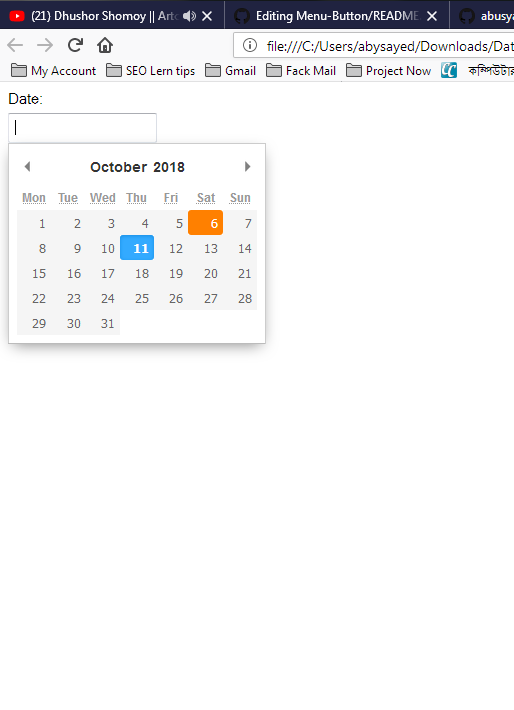 (21) Dhushor Shomoy || Arto
Editing Menu-Button/README.
abusya
file:///C:/Users/abysayed/Downloads/Dat
My Account SEO Lern tips Gmail Fack Mail Project Now কম্পিউটার
Date:
October 2018
Mon Tue Wed Thu Fri Sat Sun
1 2 3 4 5 6 7
8 9 10 11 12 13 14
15 16 17 18 19 20 21
22 23 24 25 26 27 28
29 30 31